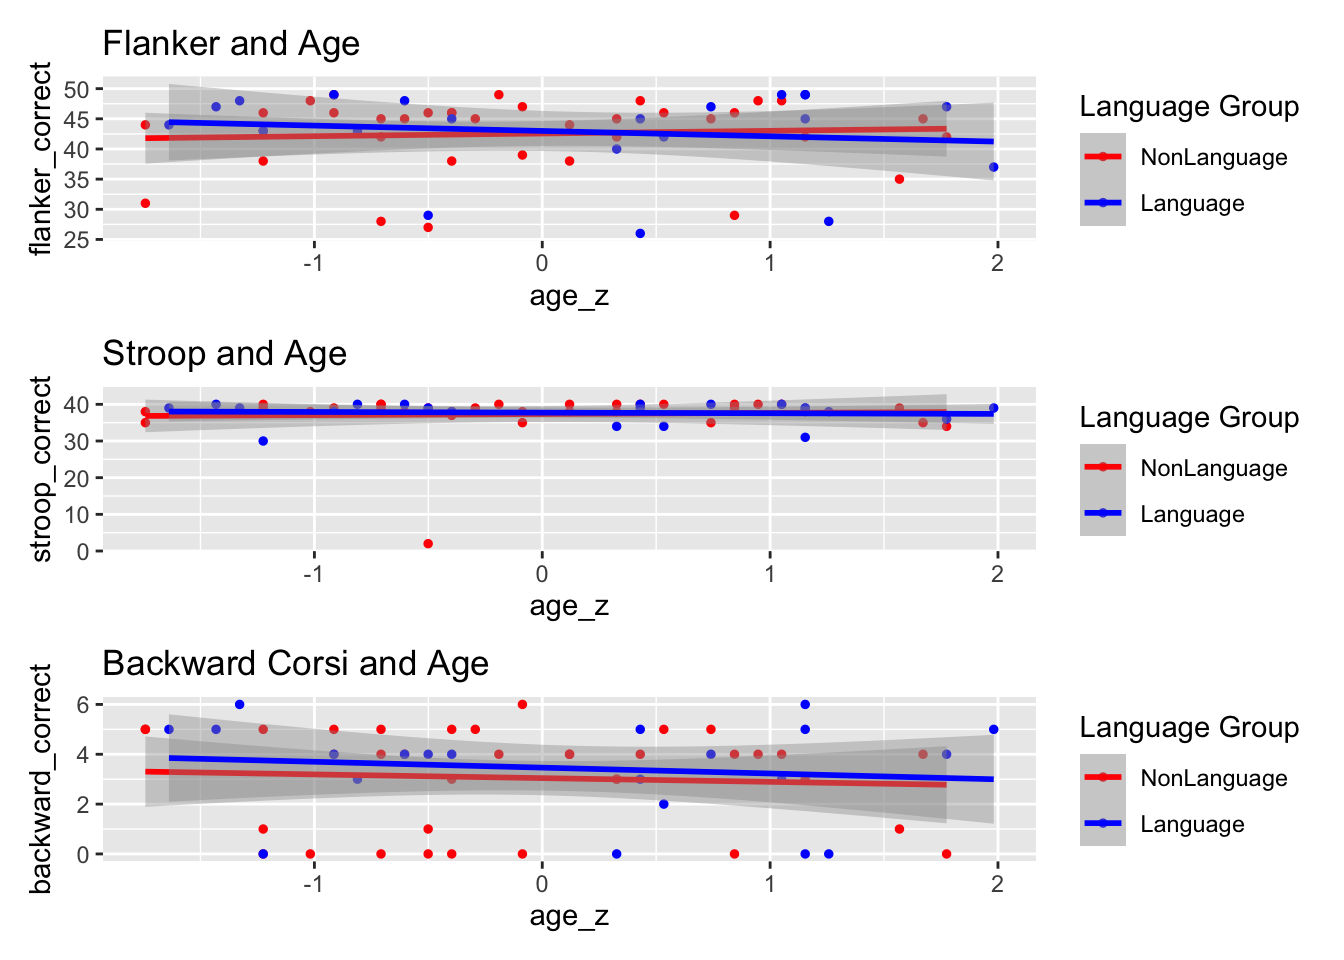 Flanker and Age
flanker_correct
50
45
40
35
30
25
-1 0 1 2
age_z
Language Group
NonLanguage
Language
Stroop and Age
stroop_correct
40
30
20
10
0
-1 0 1 2
age_z
Language Group
NonLanguage
Language
Backward Corsi and Age
backward_correct
6
4
2
0
-1 0 1 2
age_z
Language Group
NonLanguage
Language